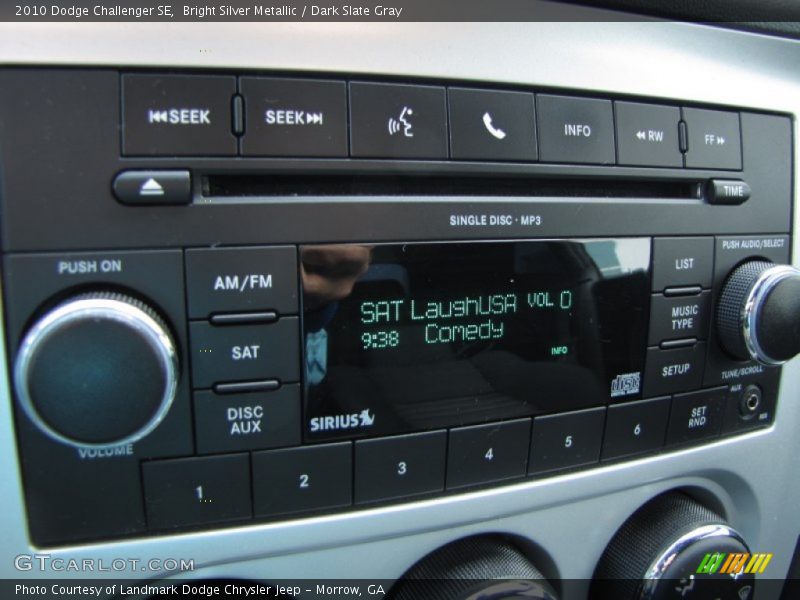 2010 Dodge Challenger SE,  Bright Silver Metallic / Dark Slate Gray
SEEK
SEEK
INFO
RW
FF
TIME
SINGLE DISC · MP3
PUSH ON
AM/FM
LIST
PUSH AUDIO/SELECT
SAT LaughUSA VOL 0
9:38 Comedy
INFO
MUSIC
TYPE
SAT
SETUP
TUNE/SCROLL
DISC
AUX
SIRIUS
disc
AUX
SET
RND
VOLUME
1
2
3
4
5
6
GTCARLOT.COM
Photo Courtesy of Landmark Dodge Chrysler Jeep - Morrow, GA